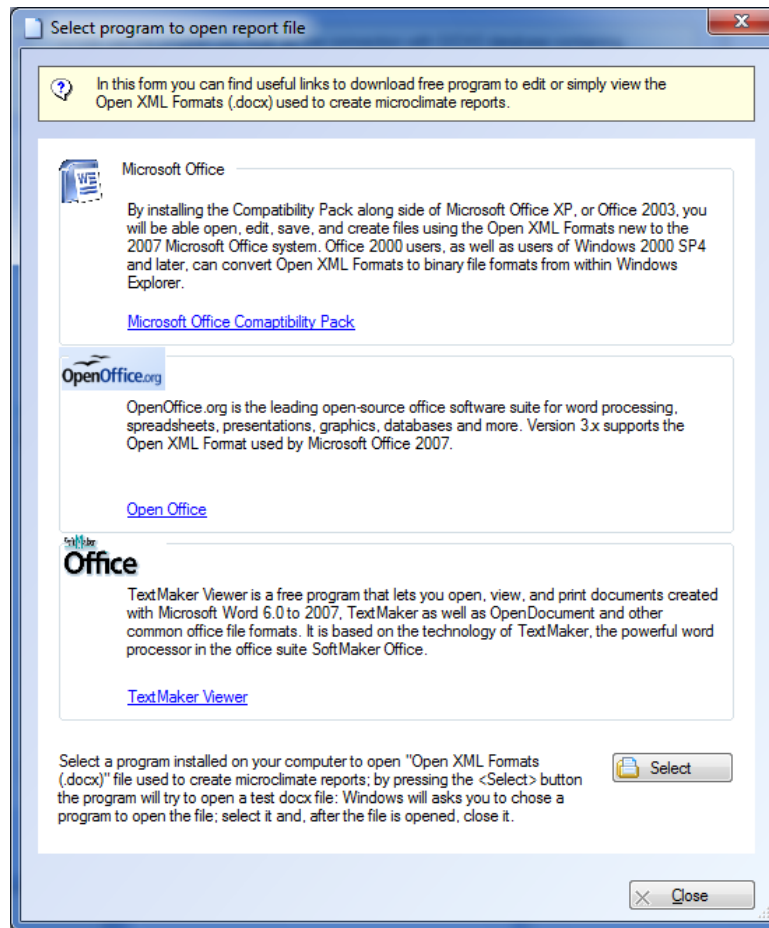 Select program to open report file
In this form you can find useful links to download free program to edit or simply view the
Open XML Formats (.docx) used to create microclimate reports.
Microsoft Office
By installing the Compatibility Pack along side of Microsoft Office XP, or Office 2003, you
will be able open, edit, save, and create files using the Open XML Formats new to the
2007 Microsoft Office system. Office 2000 users, as well as users of Windows 2000 SP4
and later, can convert Open XML Formats to binary file formats from within Windows
Explorer.
Microsoft Office Comaptibility Pack
OpenOffice.org
OpenOffice.org is the leading open-source office software suite for word processing,
spreadsheets, presentations, graphics, databases and more. Version 3.x supports the
Open XML Format used by Microsoft Office 2007.
Open Office
Office
TextMaker Viewer is a free program that lets you open, view, and print documents created
with Microsoft Word 6.0 to 2007, TextMaker as well as OpenDocument and other
common office file formats. It is based on the technology of TextMaker, the powerful word
processor in the office suite SoftMaker Office.
TextMaker Viewer
Select a program installed on your computer to open "Open XML Formats
(.docx)" file used to create microclimate reports; by pressing the <Select> button
the program will try to open a test docx file: Windows will asks you to chose a
program to open the file; select it and, after the file is opened, close it.
Select
Close